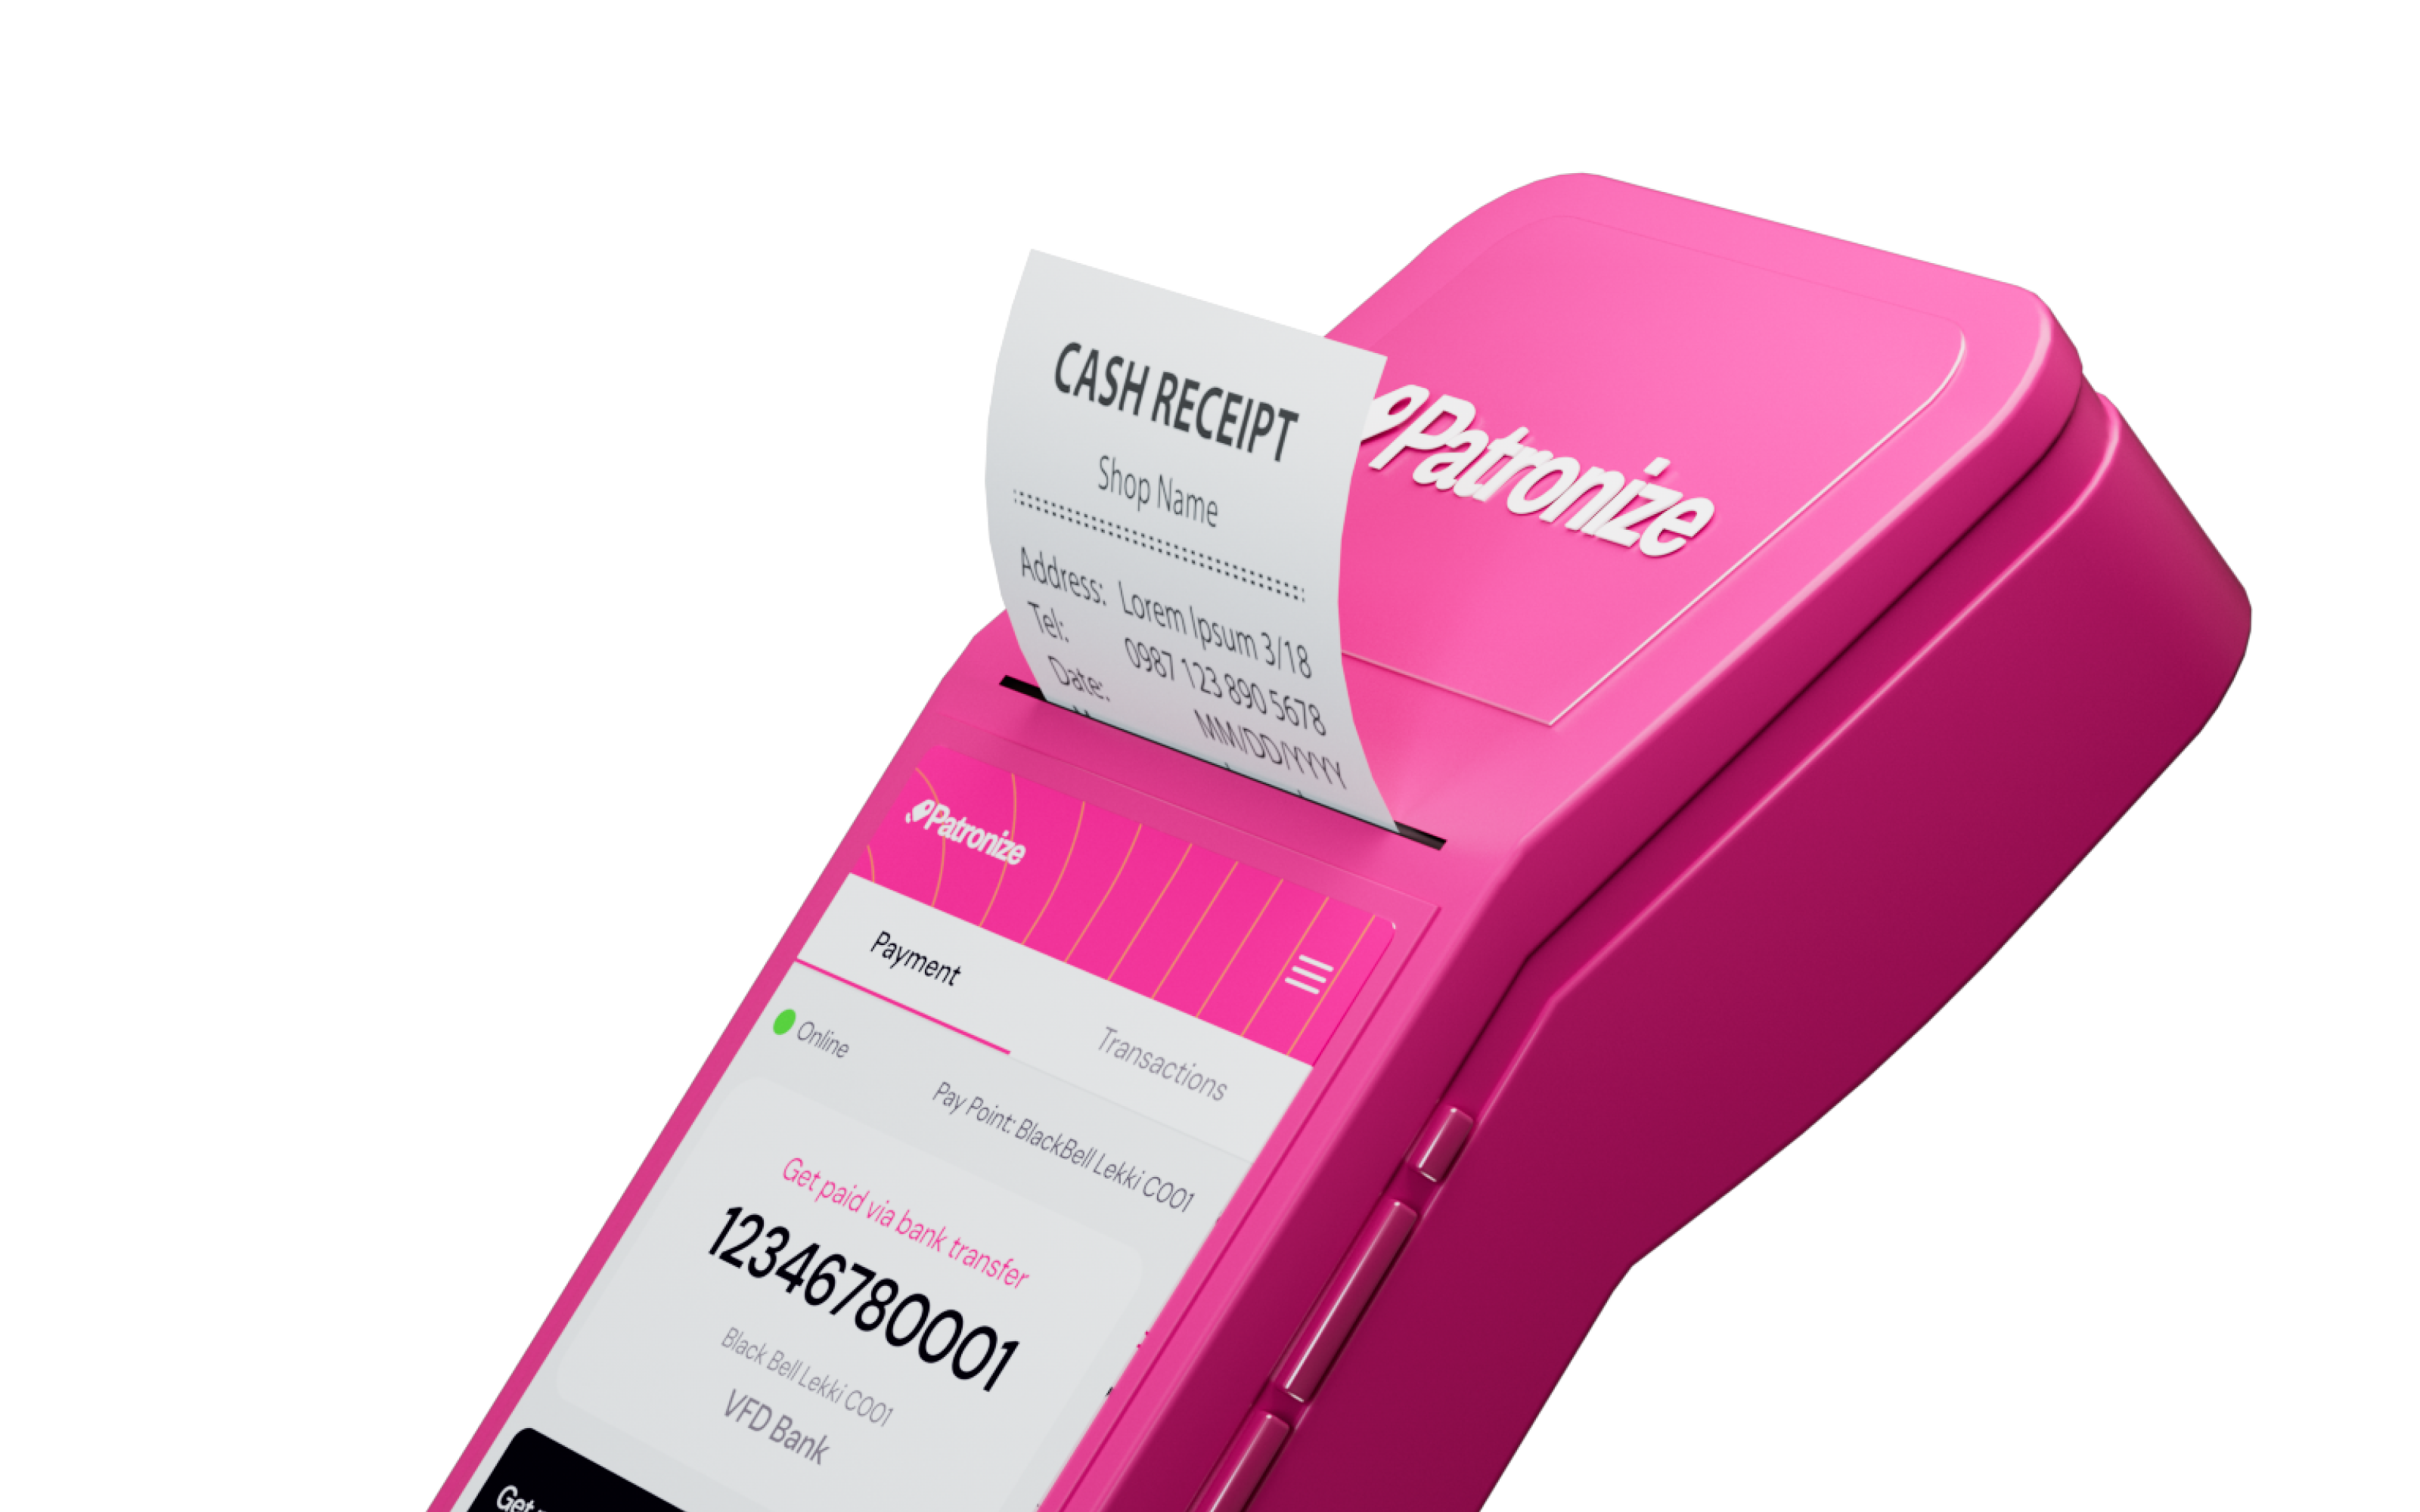 CASH RECEIPT
Shop Name
Address: Lorem Ipsum 3/18
Tel: 0987 123 890 5678
Date: MM/DD/YYYY
Patronize
Patronize
Payment
Transactions
Online
Pay Point: BlackBell Lekki C001
Get paid via bank transfer
12346780001
Black Bell Lekki C001
VFD Bank
Get